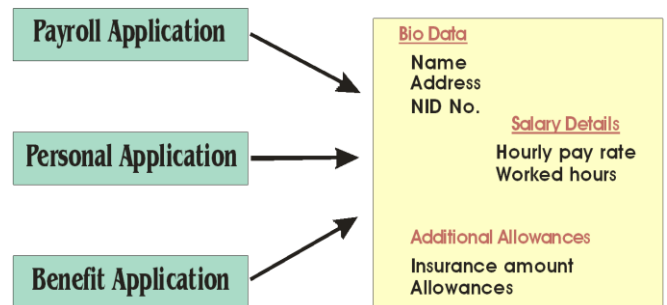 Payroll Application
Personal Application
Benefit Application
Bio Data
Name
Address
NID No.
Salary Details
Hourly pay rate
Worked hours
Additional Allowances
Insurance amount
Allowances